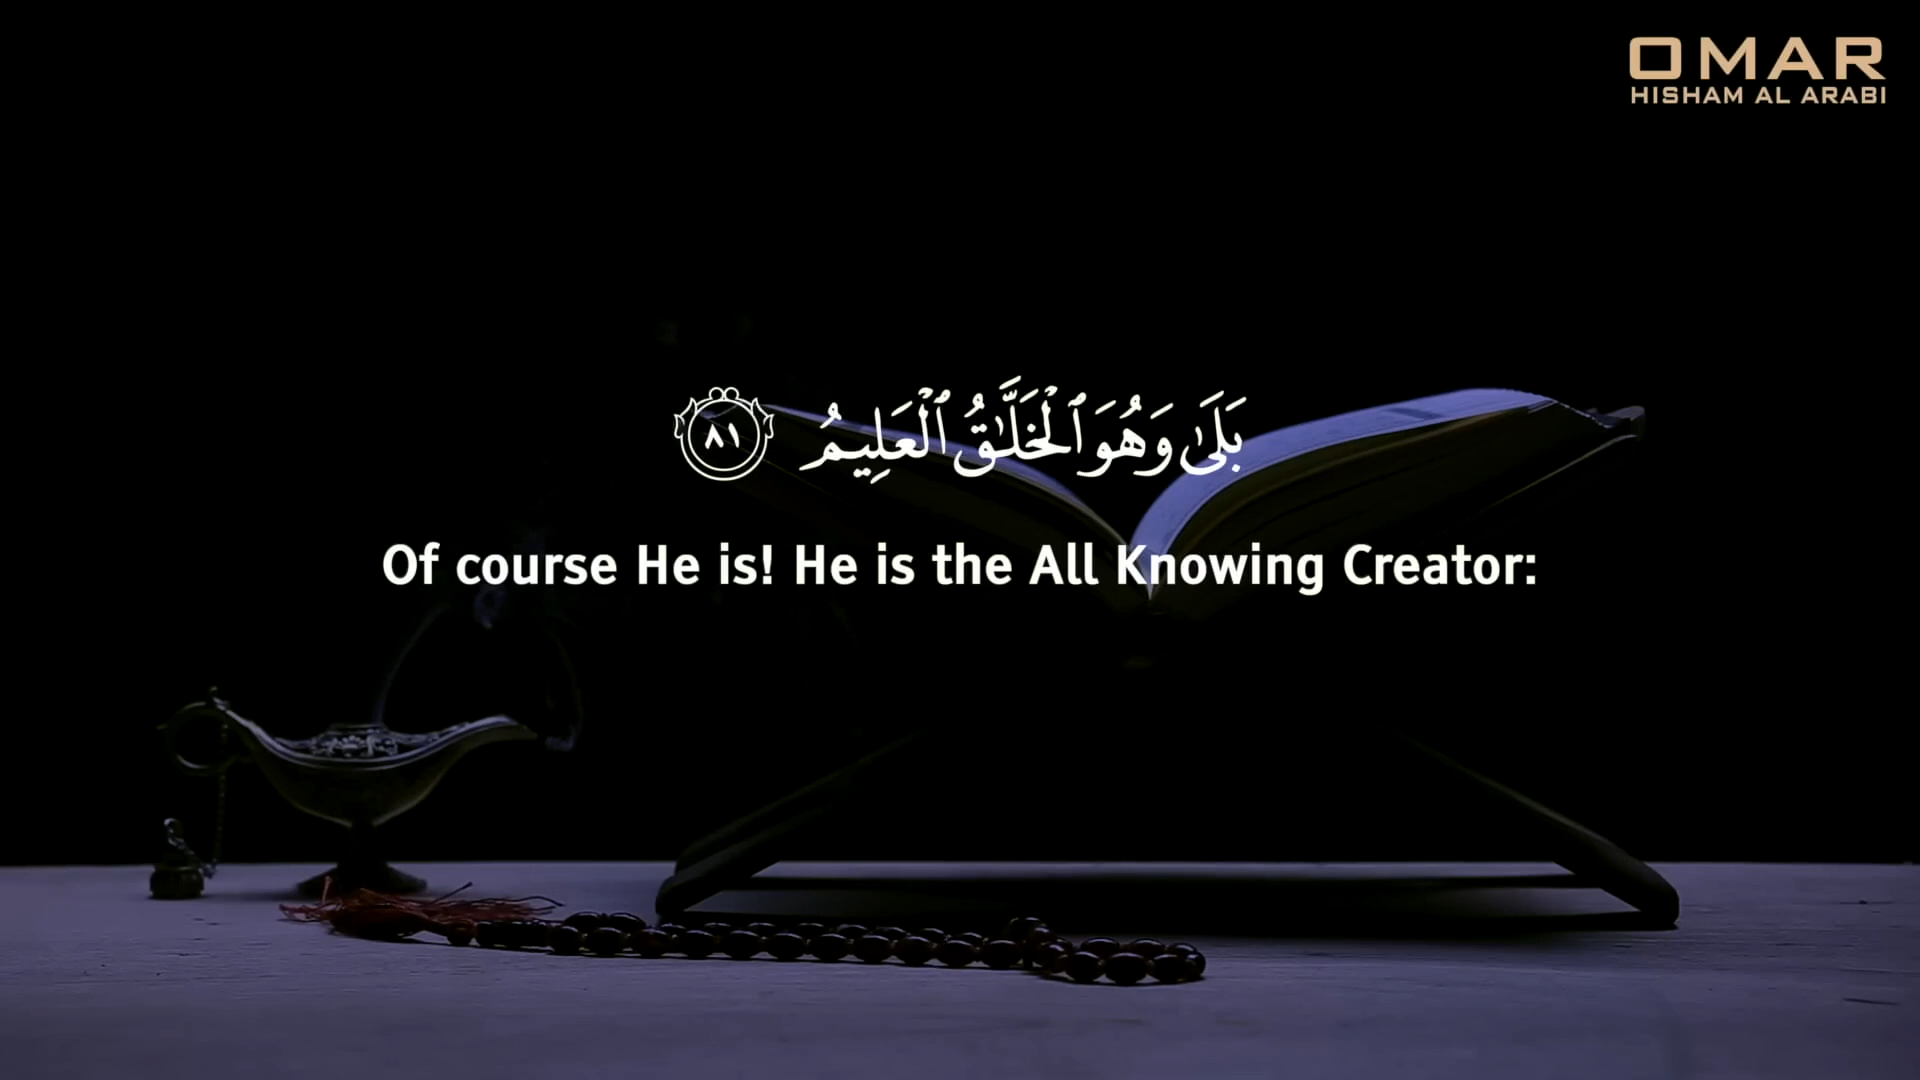 OMAR
HISHAM AL ARABI
بَلَىٰ وَهُوَ ٱلْخَلَّـٰقُ ٱلْعَلِيمُ ٨١
Of course He is! He is the All Knowing Creator: